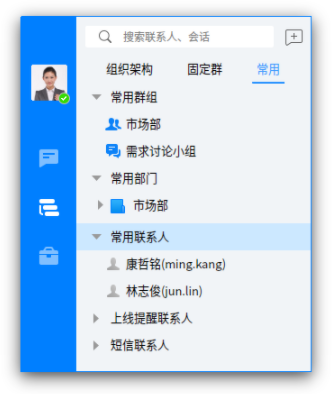 搜索联系人、会话
组织架构 固定群 常用
常用群组
市场部
需求讨论小组
常用部门
市场部
常用联系人
康哲铭(ming.kang)
林志俊(jun.lin)
上线提醒联系人
短信联系人